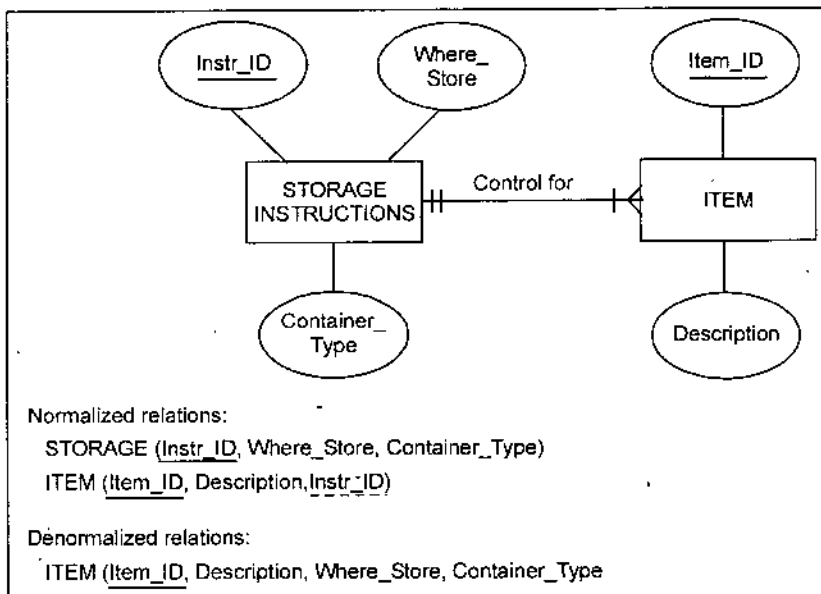 Instr_ID
Where_
Store
Item_ID
STORAGE
INSTRUCTIONS
Control for
ITEM
Container_
Type
Description
Normalized relations:
STORAGE (Instr_ID, Where_Store, Container_Type)
ITEM (Item_ID, Description,Instr_ID)
Denormalized relations:
ITEM (Item_ID, Description, Where_Store, Container_Type